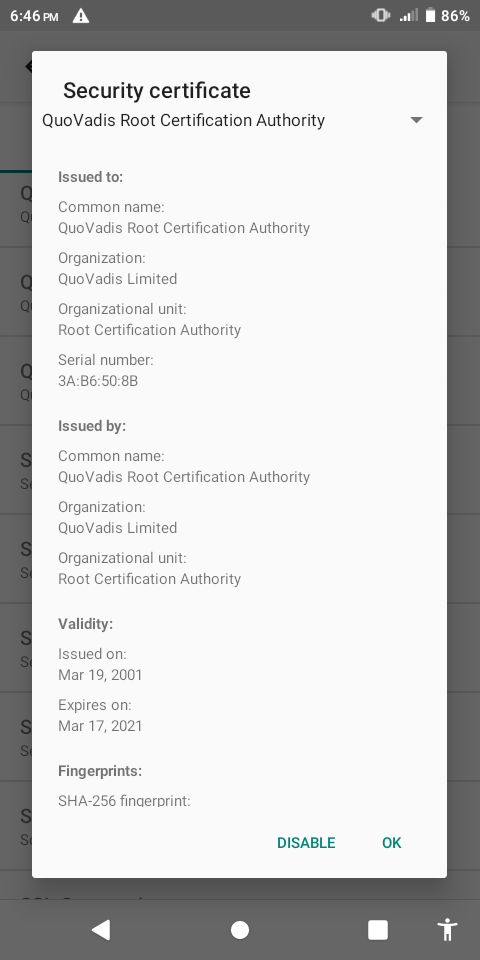 6:46 PM
86%
Security certificate
QuoVadis Root Certification Authority
Issued to:
Common name:
QuoVadis Root Certification Authority
Organization:
QuoVadis Limited
Organizational unit:
Root Certification Authority
Serial number:
3A:B6:50:8B
Issued by:
Common name:
QuoVadis Root Certification Authority
Organization:
QuoVadis Limited
Organizational unit:
Root Certification Authority
Validity:
Issued on:
Mar 19, 2001
Expires on:
Mar 17, 2021
Fingerprints:
SHA-256 fingerprint:
DISABLE OK